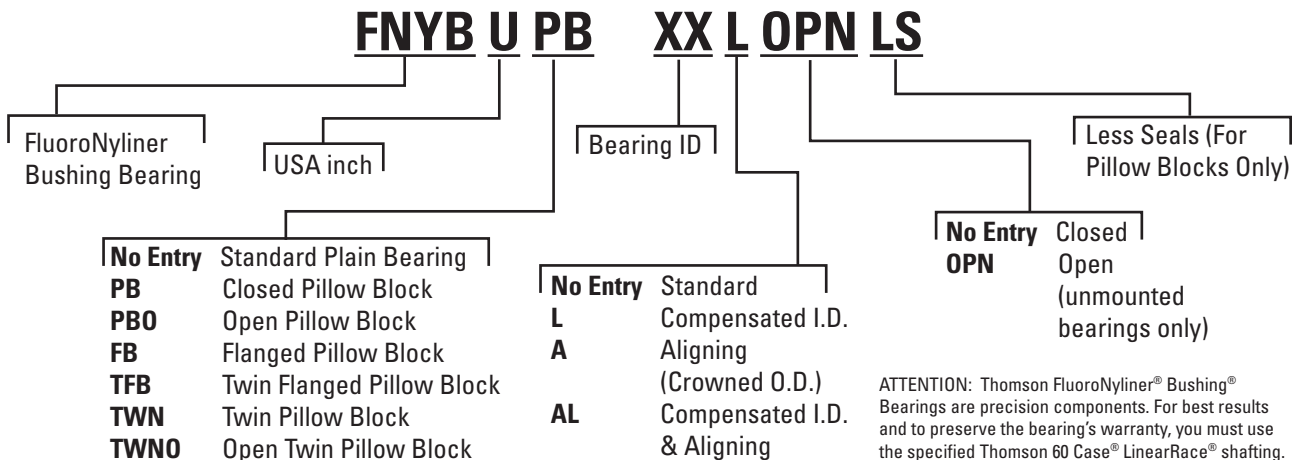 FNYB U PB XX L OPN LS
FluoroNyliner
Bushing Bearing
USA inch
Bearing ID
Less Seals (For
Pillow Blocks Only)
No Entry Standard Plain Bearing
PB Closed Pillow Block
PBO Open Pillow Block
FB Flanged Pillow Block
TFB Twin Flanged Pillow Block
TWN Twin Pillow Block
TWNO Open Twin Pillow Block
No Entry Standard
L Compensated I.D.
A Aligning
(Crowned O.D.)
AL Compensated I.D.
& Aligning
No Entry Closed
OPN Open
(unmounted
bearings only)
ATTENTION: Thomson FluoroNyliner® Bushing®
Bearings are precision components. For best results
and to preserve the bearing's warranty, you must use
the specified Thomson 60 Case® LinearRace® shafting.